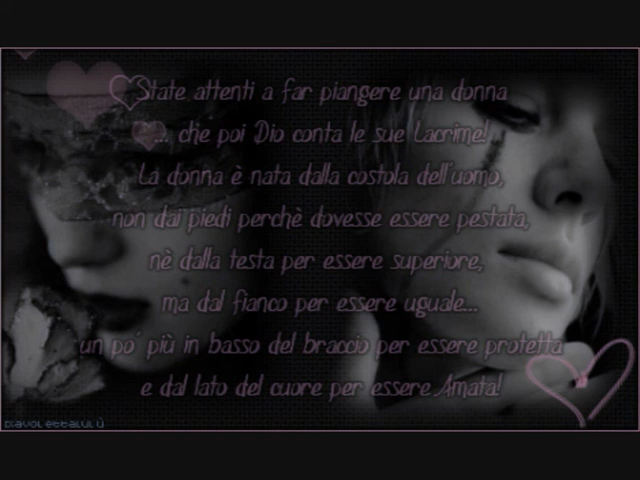 State attenti a far piangere una donna
... che poi Dio conta le sue Lacrime!
La donna è nata dalla costola dell'uomo,
non dai piedi perchè dovesse essere pestata,
nè dalla testa per essere superiore,
ma dal fianco per essere uguale...
un po' più in basso del braccio per essere protetta
e dal lato del cuore per essere Amata!
Diavolettalulù